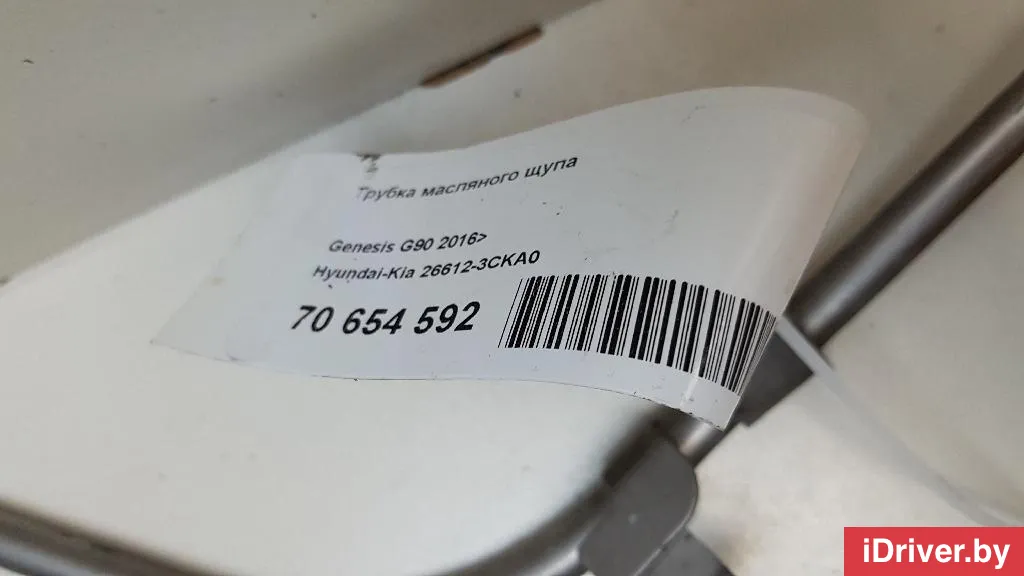 Трубка масляного щупа
Genesis G90 2016>
Hyundai-Kia 26612-3CKA0
70 654 592
iDriver.by